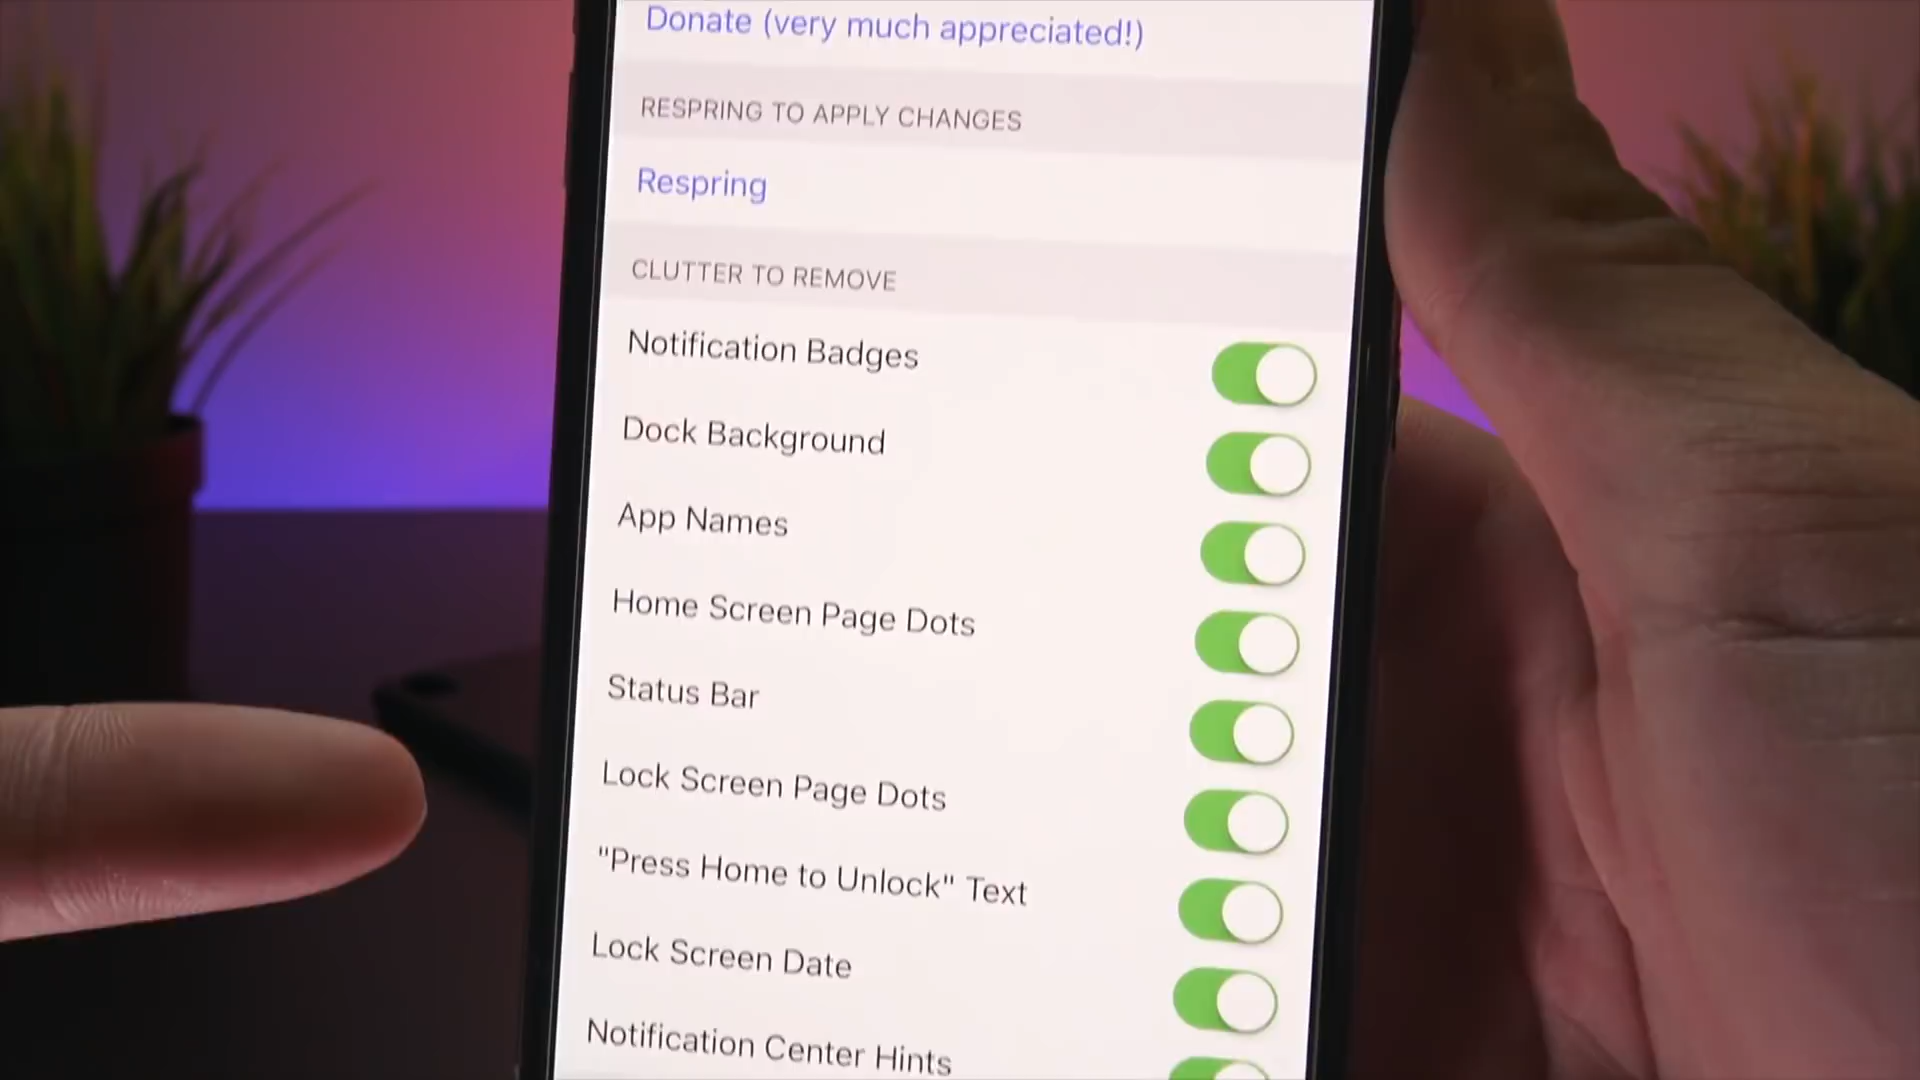 Donate (very much appreciated!)
RESPRING TO APPLY CHANGES
Respring
CLUTTER TO REMOVE
Notification Badges
Dock Background
App Names
Home Screen Page Dots
Status Bar
Lock Screen Page Dots
"Press Home to Unlock" Text
Lock Screen Date
Notification Center Hints